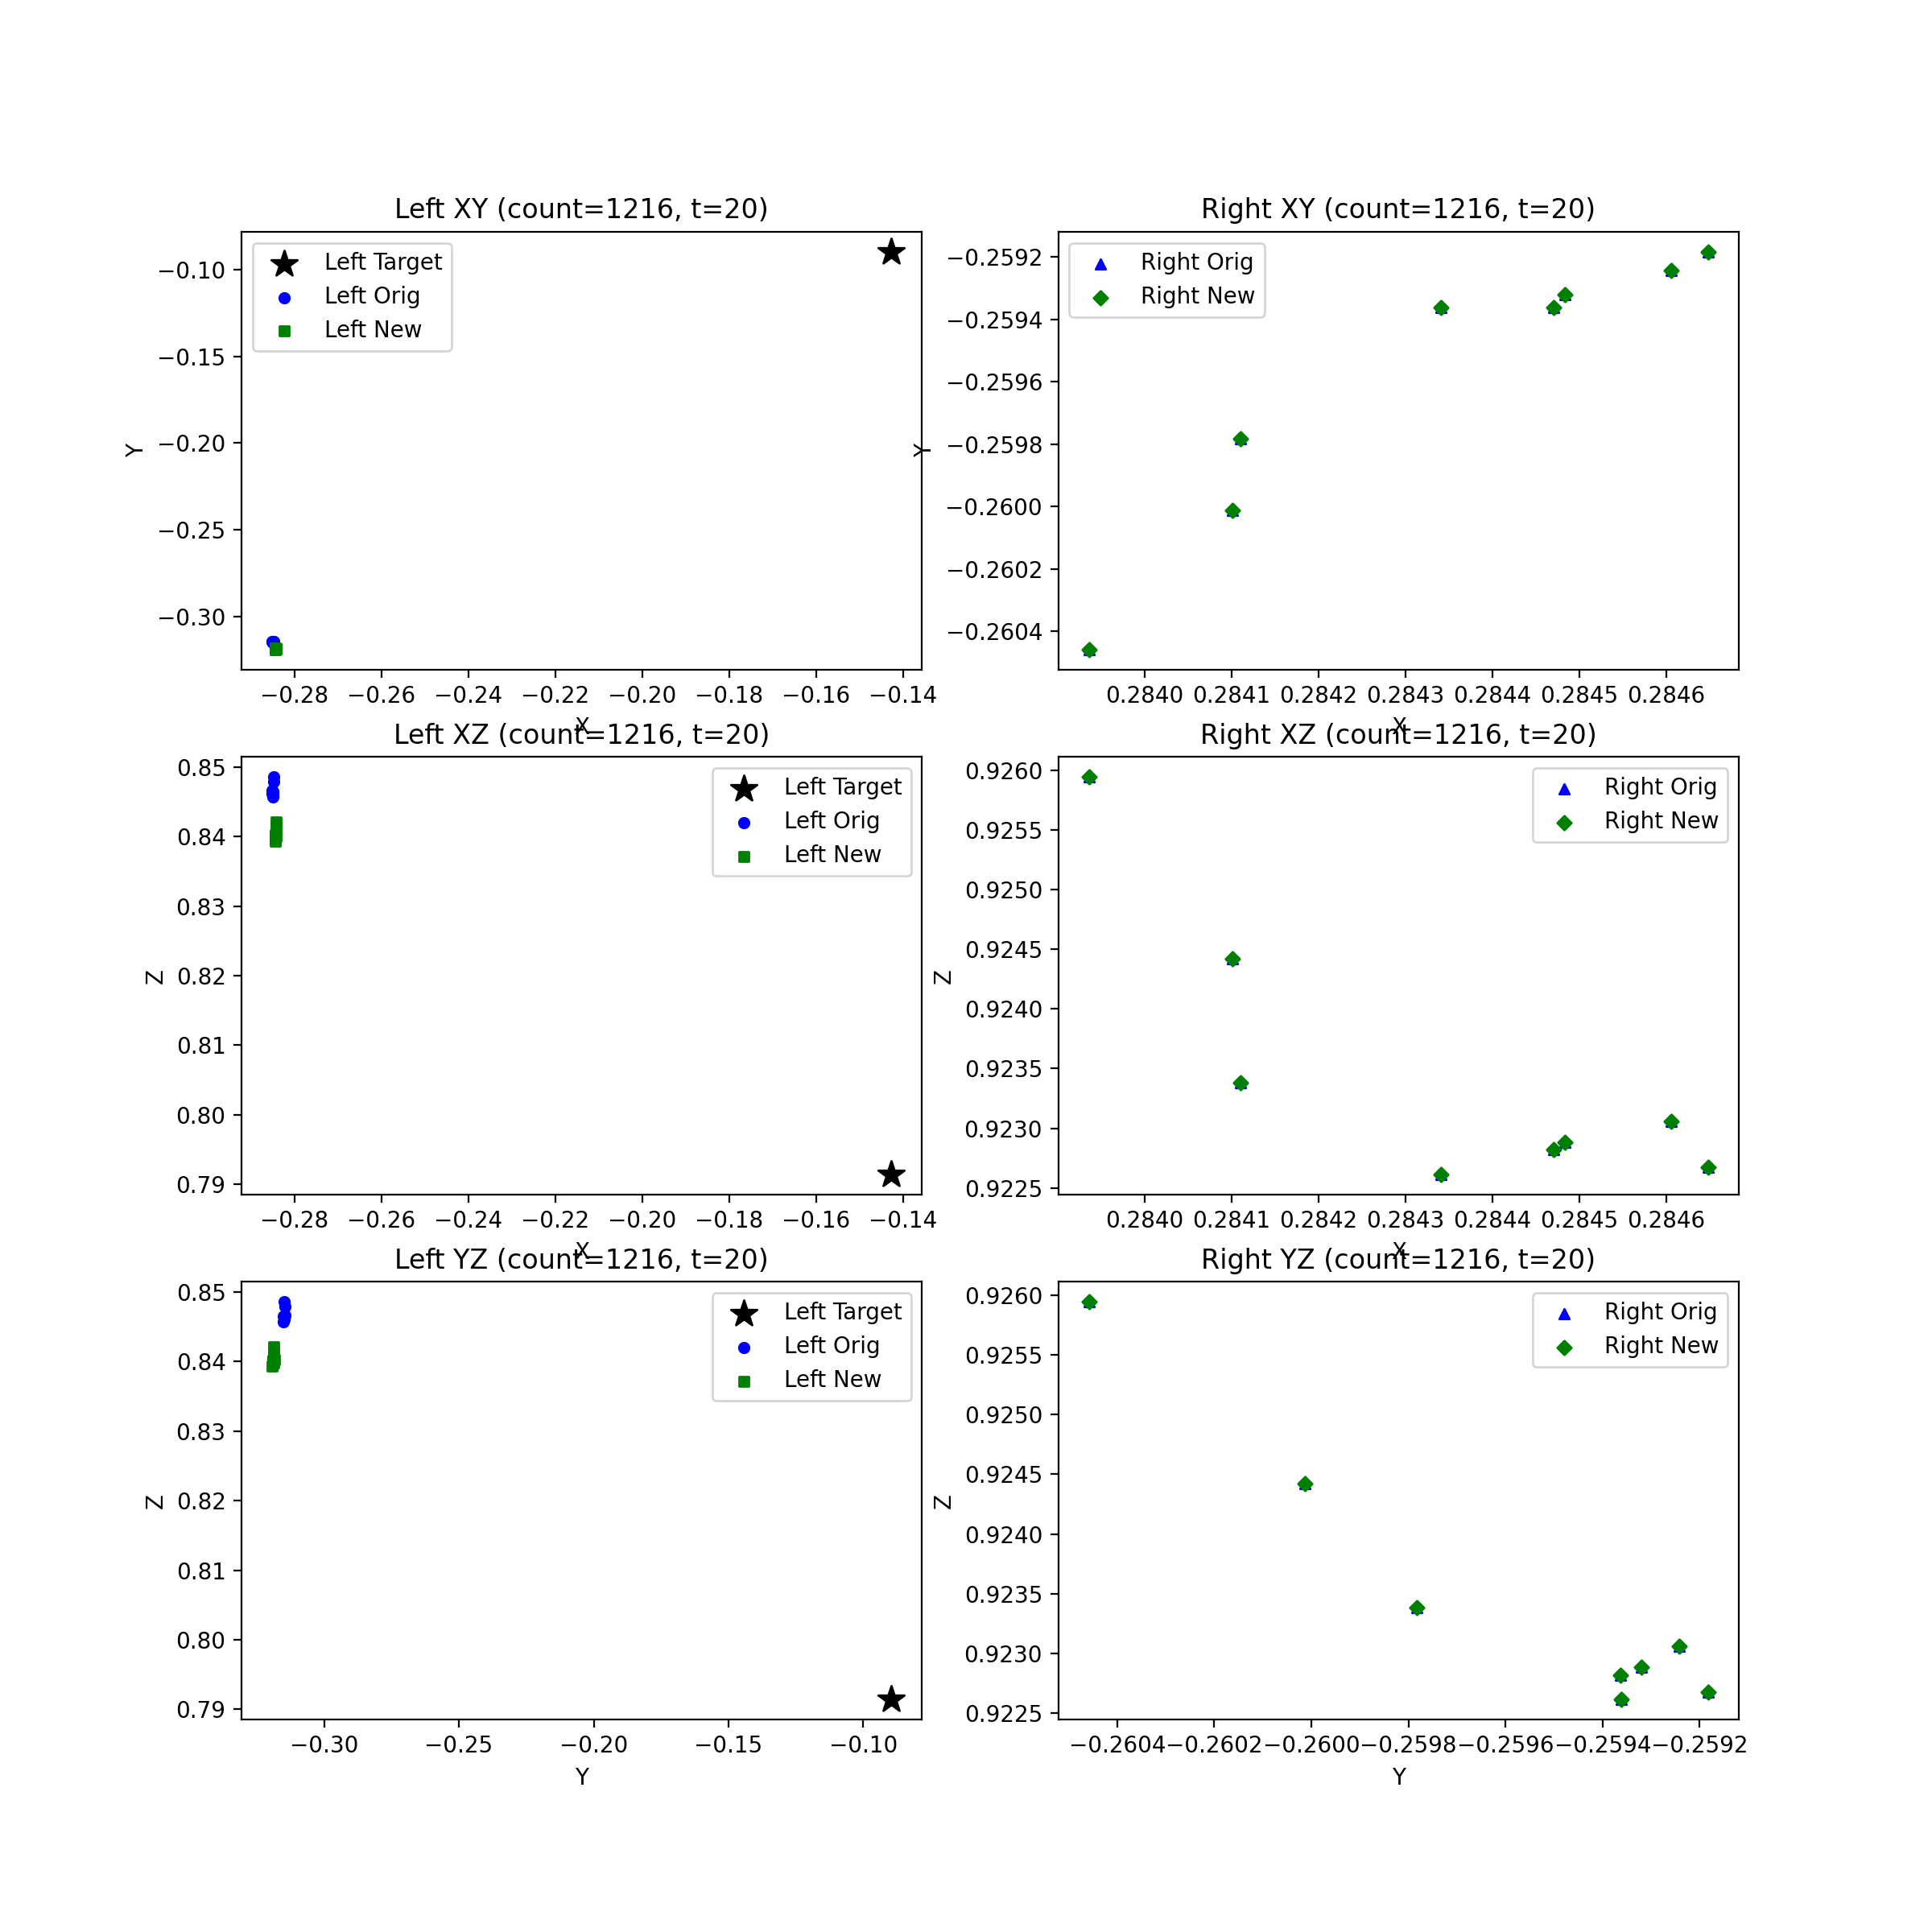 Left XY (count=1216, t=20)
Left Target
Left Orig
Left New
−0.10
−0.15
−0.20
−0.25
−0.30
Y
−0.28 −0.26 −0.24 −0.22 −0.20 −0.18 −0.16 −0.14
X
Right XY (count=1216, t=20)
Right Orig
Right New
−0.2592
−0.2594
−0.2596
−0.2598
−0.2600
−0.2602
−0.2604
Y
0.2840 0.2841 0.2842 0.2843 0.2844 0.2845 0.2846
X
Left XZ (count=1216, t=20)
Left Target
Left Orig
Left New
0.85
0.84
0.83
0.82
0.81
0.80
0.79
Z
−0.28 −0.26 −0.24 −0.22 −0.20 −0.18 −0.16 −0.14
X
Right XZ (count=1216, t=20)
Right Orig
Right New
0.9260
0.9255
0.9250
0.9245
0.9240
0.9235
0.9230
0.9225
Z
0.2840 0.2841 0.2842 0.2843 0.2844 0.2845 0.2846
X
Left YZ (count=1216, t=20)
Left Target
Left Orig
Left New
0.85
0.84
0.83
0.82
0.81
0.80
0.79
Z
−0.30 −0.25 −0.20 −0.15 −0.10
Y
Right YZ (count=1216, t=20)
Right Orig
Right New
0.9260
0.9255
0.9250
0.9245
0.9240
0.9235
0.9230
0.9225
Z
−0.2604 −0.2602 −0.2600 −0.2598 −0.2596 −0.2594 −0.2592
Y